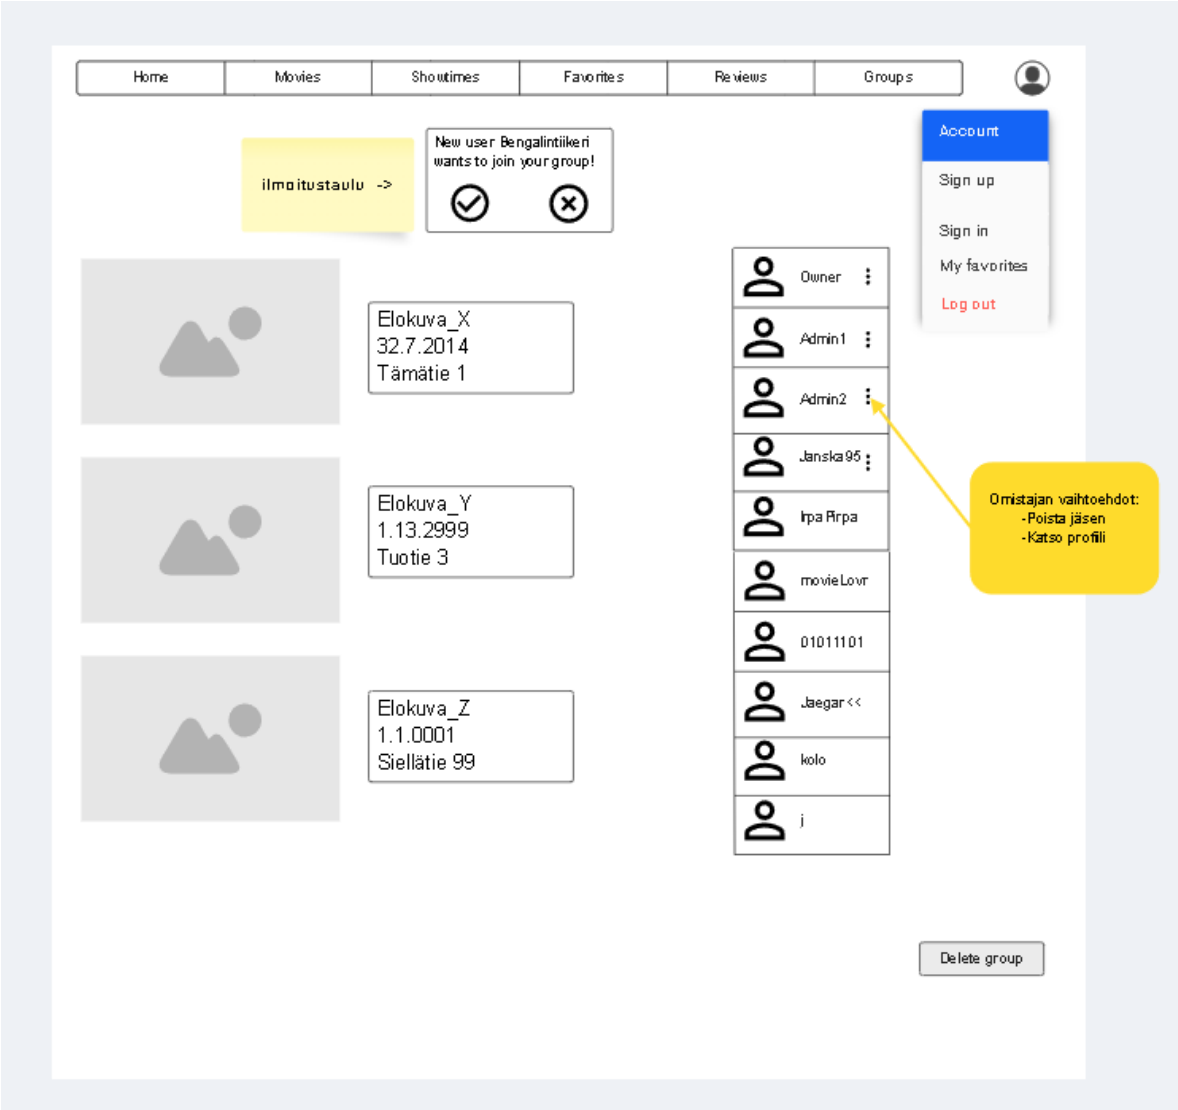 Home
Movies
Showtimes
Favorites
Reviews
Groups
Account
Sign up
Sign in
My favorites
Log out
ilmoitustaulu ->
New user Bengalintiikeri
wants to join your group!
Elokuva_X
32.7.2014
Tämätie 1
Elokuva_Y
1.13.2999
Tuotie 3
Elokuva_Z
1.1.0001
Siellätie 99
Owner
Admin1
Admin2
Janska95
Irpa Pirpa
movieLovr
01011101
Jaegar<<
kolo
j
Omistajan vaihtoehdot:
-Poista jäsen
-Katso profiili
Delete group